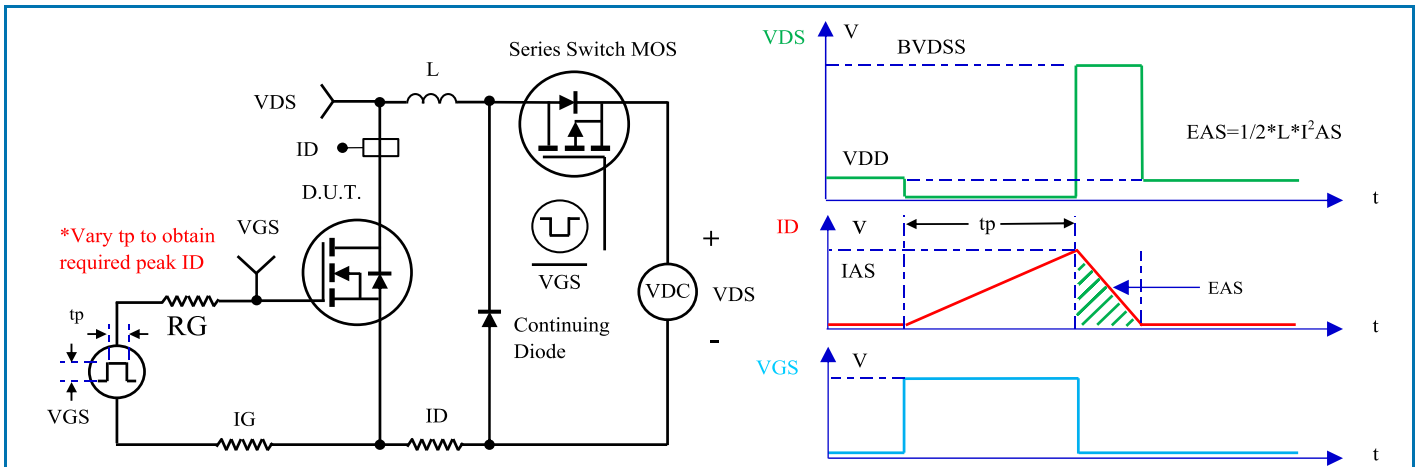 Series Switch MOS
L
VDS
ID
D.U.T.
VGS
*Vary tp to obtain
required peak ID
RG
tp
VGS
IG
ID
VGS
Continuing
Diode
+
VDC
VDS
-
VDS
V
BVDSS
EAS=1/2*L*I²AS
VDD
t
ID
V
tp
IAS
EAS
t
VGS
V
t